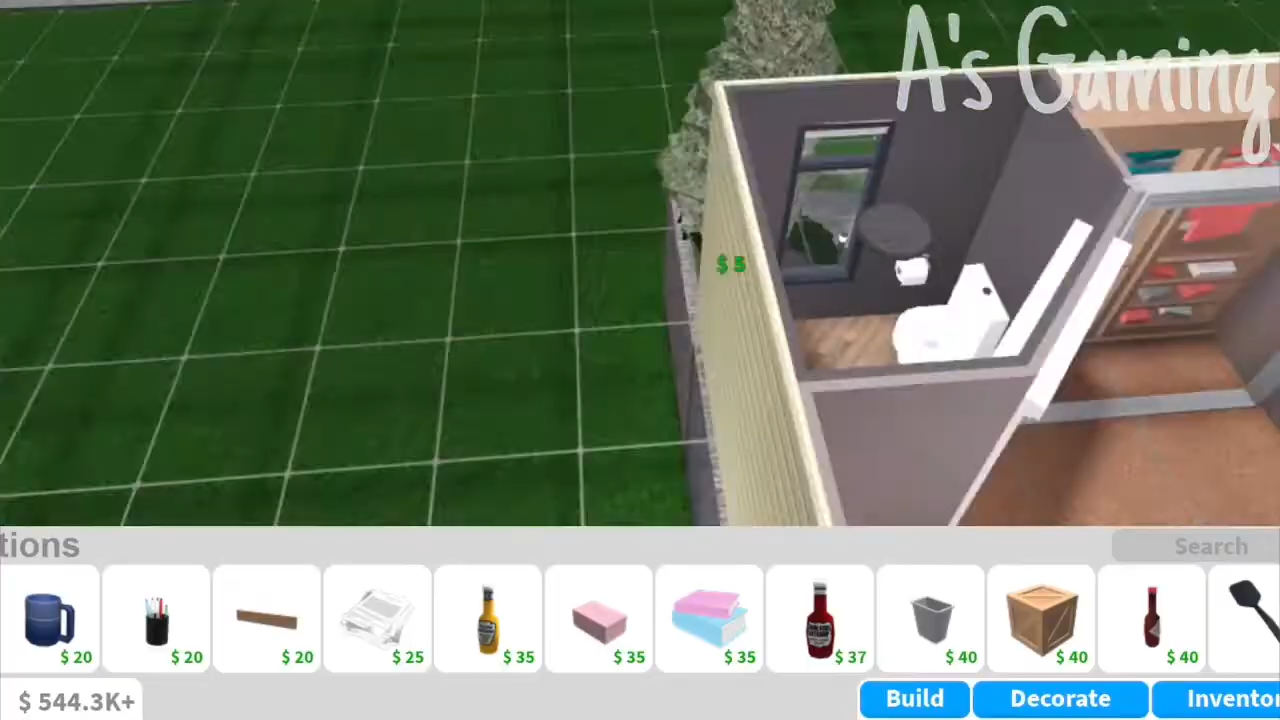 A's Gaming
$ 5
tions
Search
$ 20
$ 20
$ 20
$ 25
$ 35
$ 35
$ 35
$ 37
$ 40
$ 40
$ 40
$ 544.3K+
Build
Decorate
Inventor